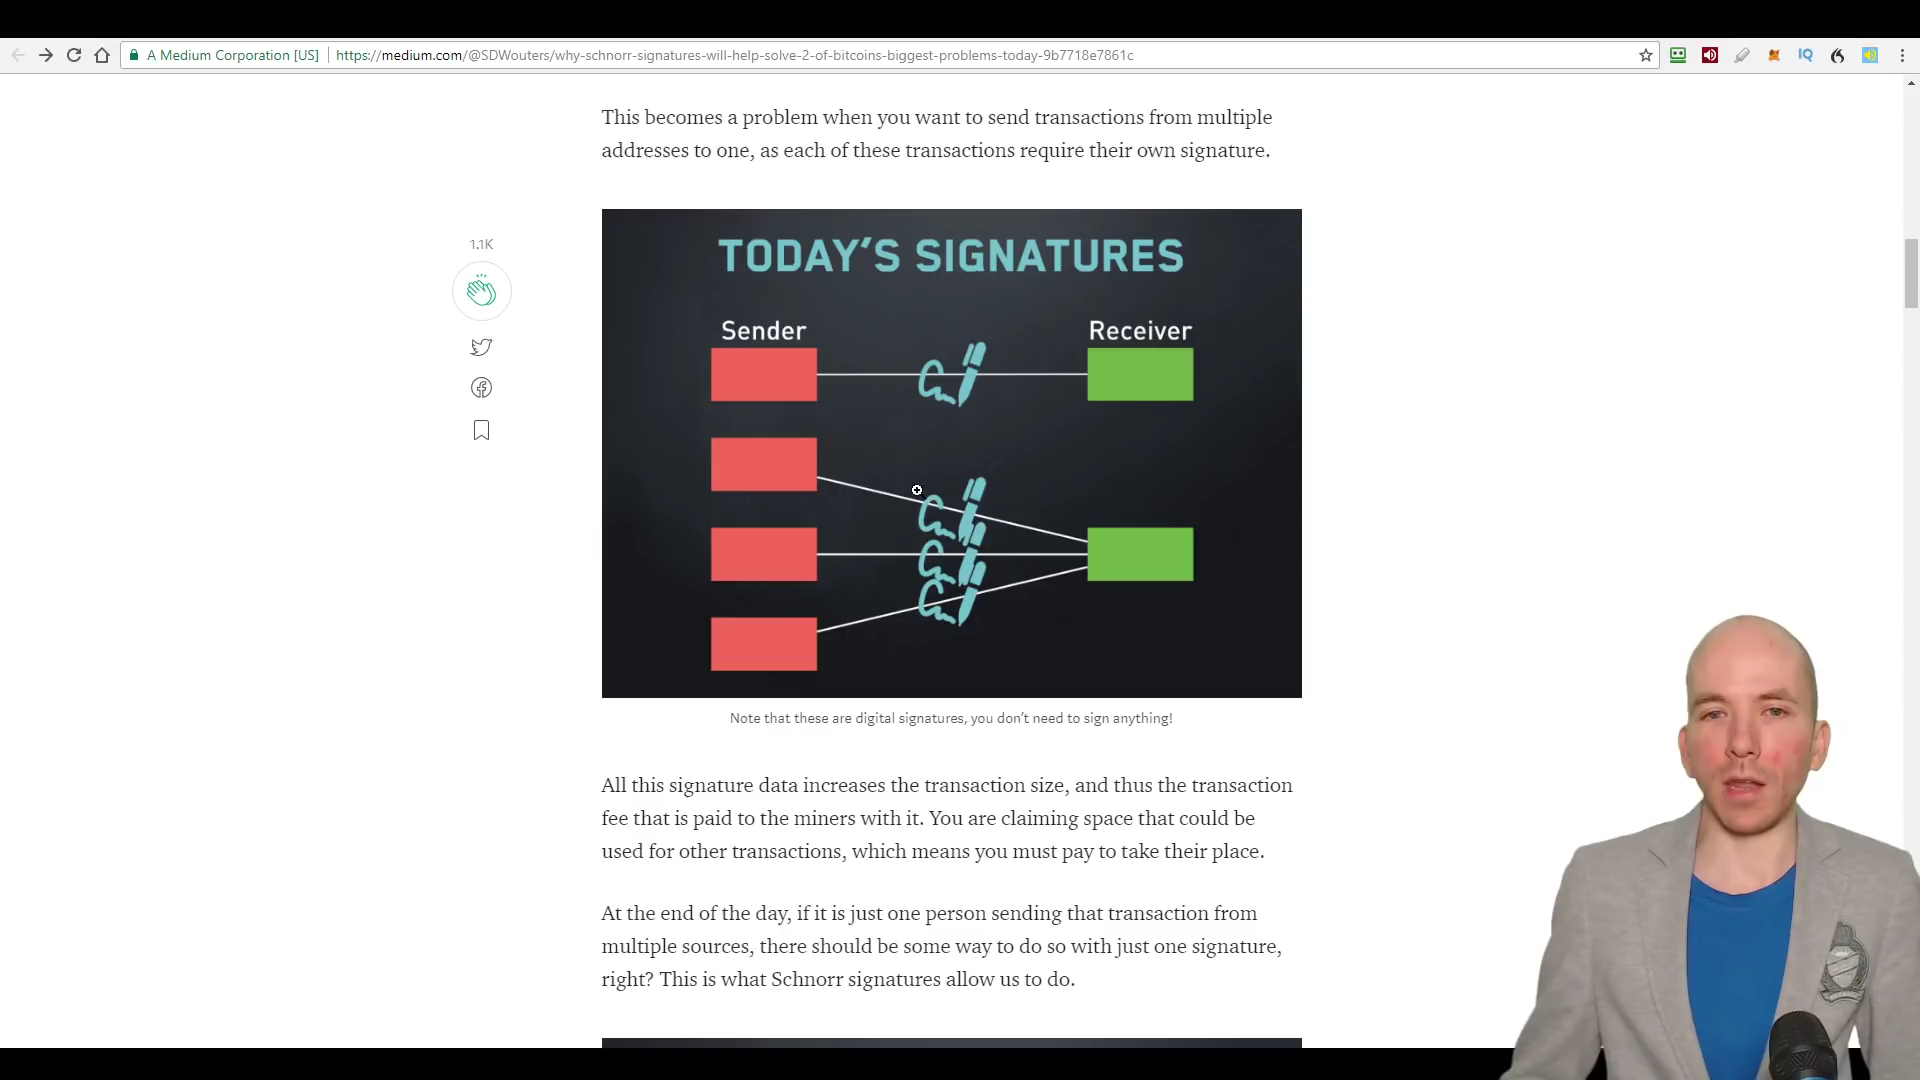 A Medium Corporation [US]
https://medium.com/@SDWouters/why-schnorr-signatures-will-help-solve-2-of-bitcoins-biggest-problems-today-9b7718e7861c
IQ
This becomes a problem when you want to send transactions from multiple
addresses to one, as each of these transactions require their own signature.
1.1K
TODAY’S SIGNATURES
Sender
Receiver
Note that these are digital signatures, you don’t need to sign anything!
All this signature data increases the transaction size, and thus the transaction
fee that is paid to the miners with it. You are claiming space that could be
used for other transactions, which means you must pay to take their place.
At the end of the day, if it is just one person sending that transaction from
multiple sources, there should be some way to do so with just one signature,
right? This is what Schnorr signatures allow us to do.